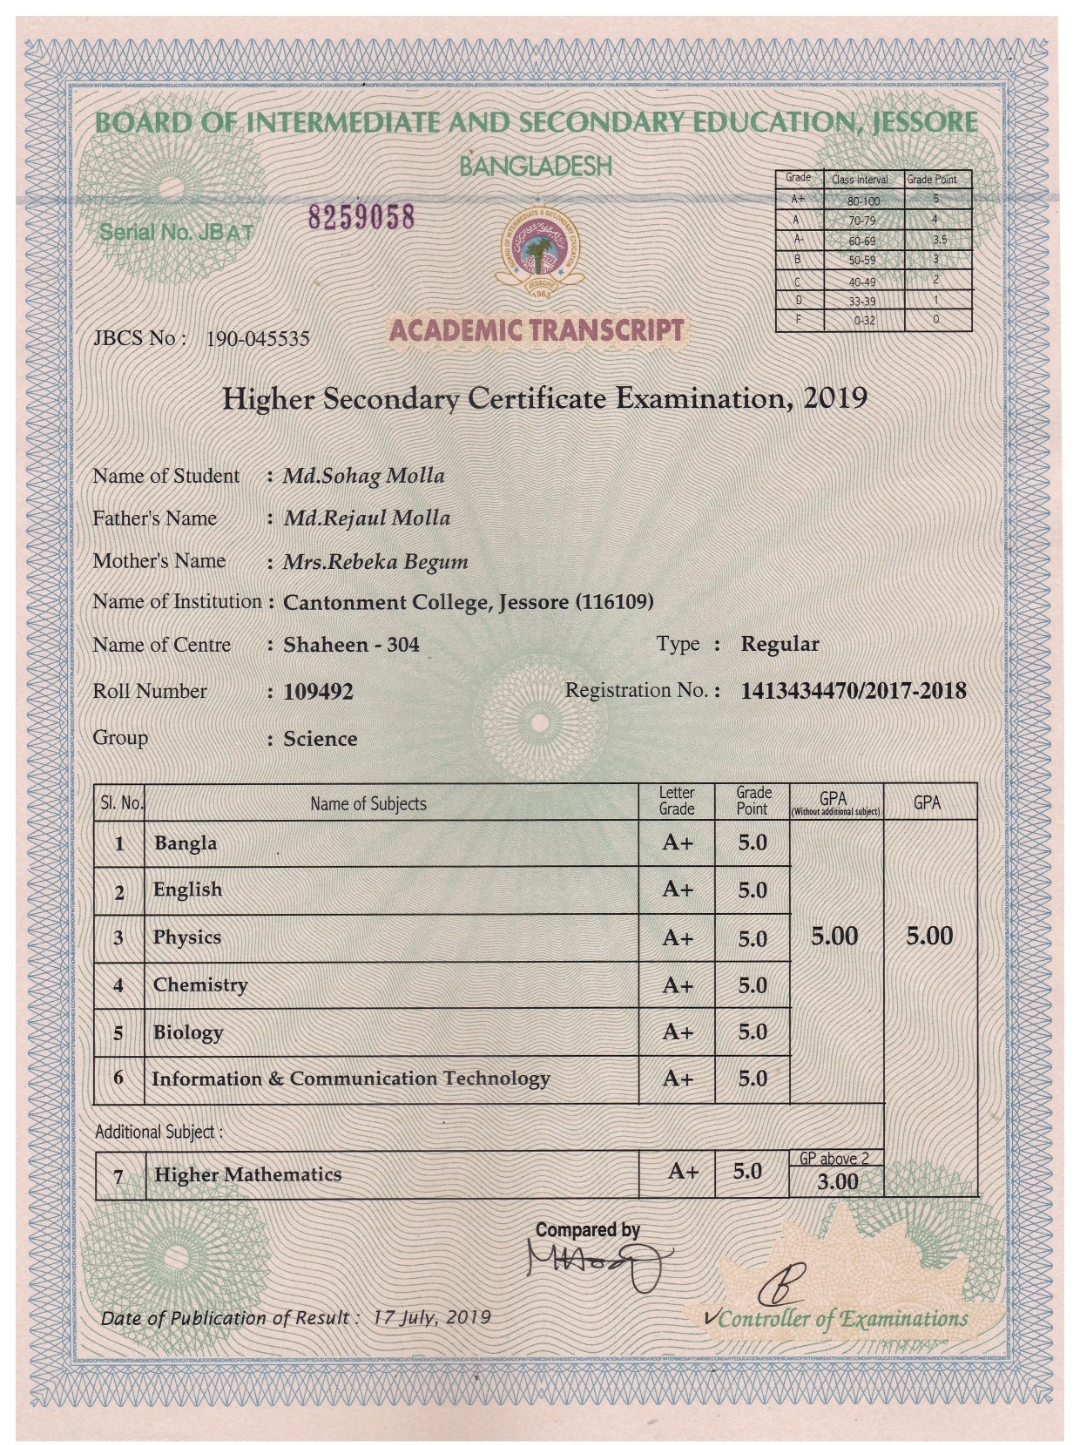 BOARD OF INTERMEDIATE AND SECONDARY EDUCATION, JESSORE
BANGLADESH
Grade Class Interval Grade Point
A+ 80-100 5
A 70-79 4
A- 60-69 3.5
B 50-59 3
C 40-49 2
D 33-39 1
F 0-32 0
Serial No. JBAT 8259058
JESSORE
JBCS No : 190-045535
ACADEMIC TRANSCRIPT
Higher Secondary Certificate Examination, 2019
Name of Student : Md.Sohag Molla
Father's Name : Md.Rejaul Molla
Mother's Name : Mrs.Rebeka Begum
Name of Institution : Cantonment College, Jessore (116109)
Name of Centre : Shaheen - 304 Type : Regular
Roll Number : 109492 Registration No. : 1413434470/2017-2018
Group : Science
Sl. No. Name of Subjects Letter Grade Grade Point GPA (Without additional subject) GPA
1 Bangla A+ 5.0
2 English A+ 5.0
3 Physics A+ 5.0 5.00 5.00
4 Chemistry A+ 5.0
5 Biology A+ 5.0
6 Information & Communication Technology A+ 5.0
Additional Subject :
7 Higher Mathematics A+ 5.0 GP above 2 3.00
Compared by
Date of Publication of Result : 17 July, 2019
Controller of Examinations